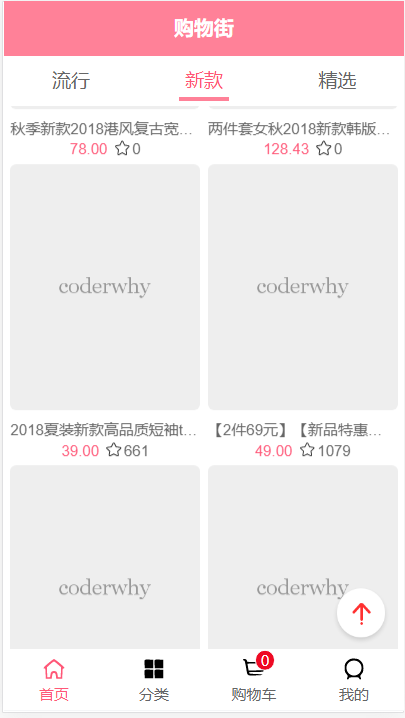 购物街
流行 新款 精选
秋季新款2018港风复古宽... 两件套女秋2018新款韩版...
78.00 0 128.43 0
coderwhy coderwhy
2018夏装新款高品质短袖t... 【2件69元】【新品特惠...
39.00 661 49.00 1079
coderwhy coderwhy
0
首页 分类 购物车 我的